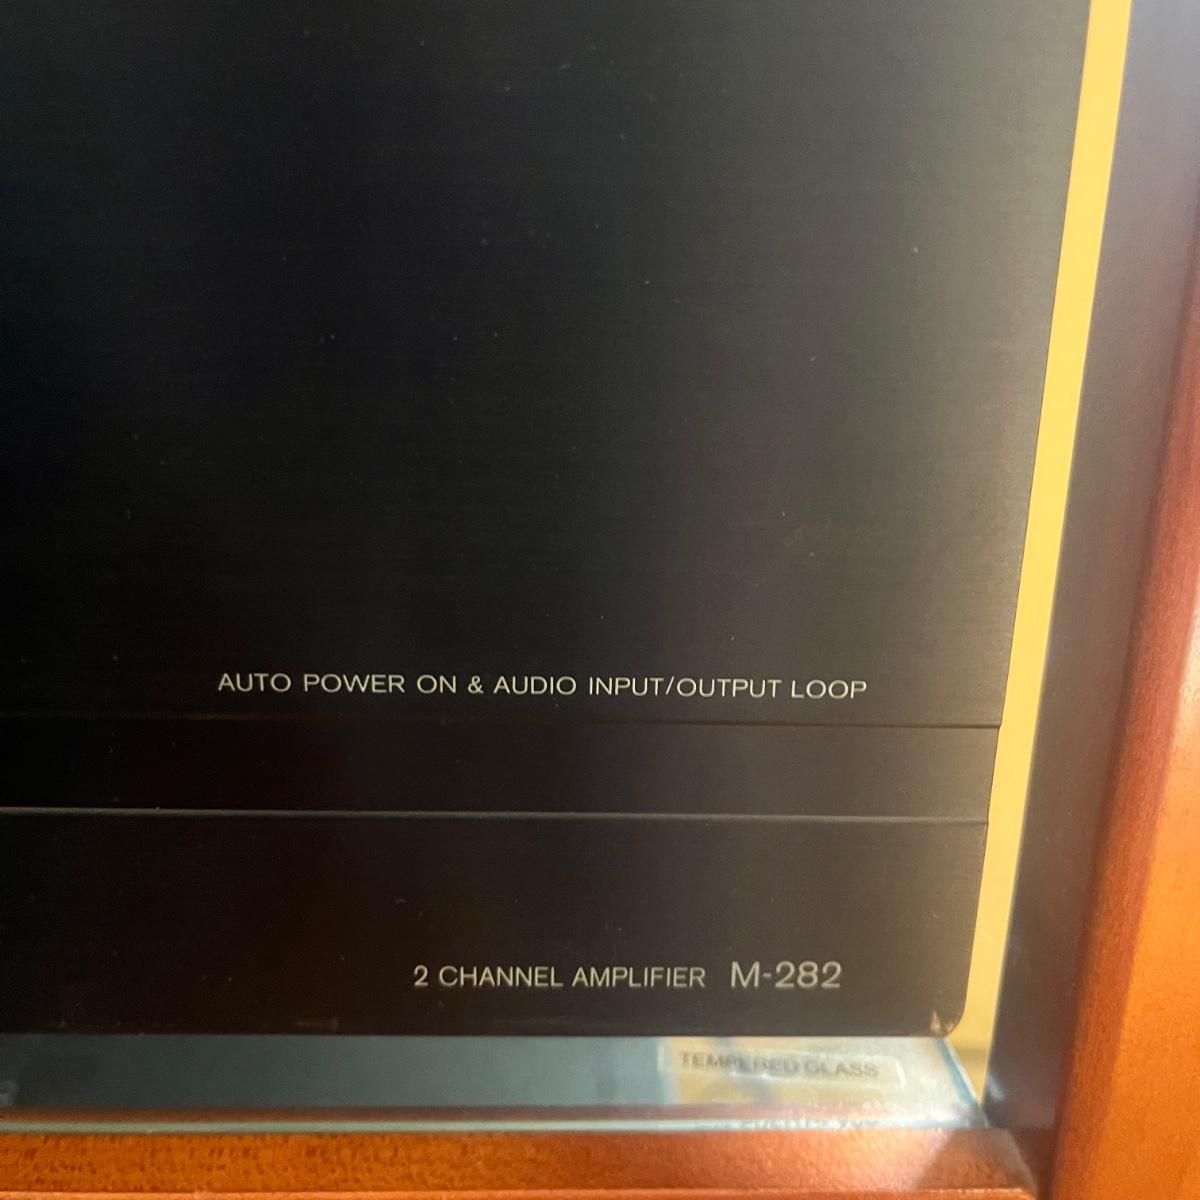 AUTO POWER ON & AUDIO INPUT/OUTPUT LOOP
2 CHANNEL AMPLIFIER M-282
TEMPERED GLASS